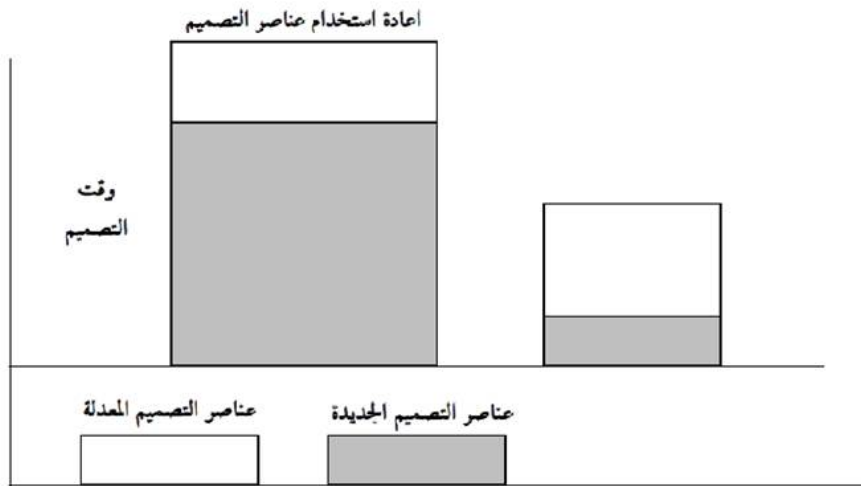 اعادة استخدام عناصر التصميم
وقت
التصميم
عناصر التصميم الجديدة
عناصر التصميم المعدلة